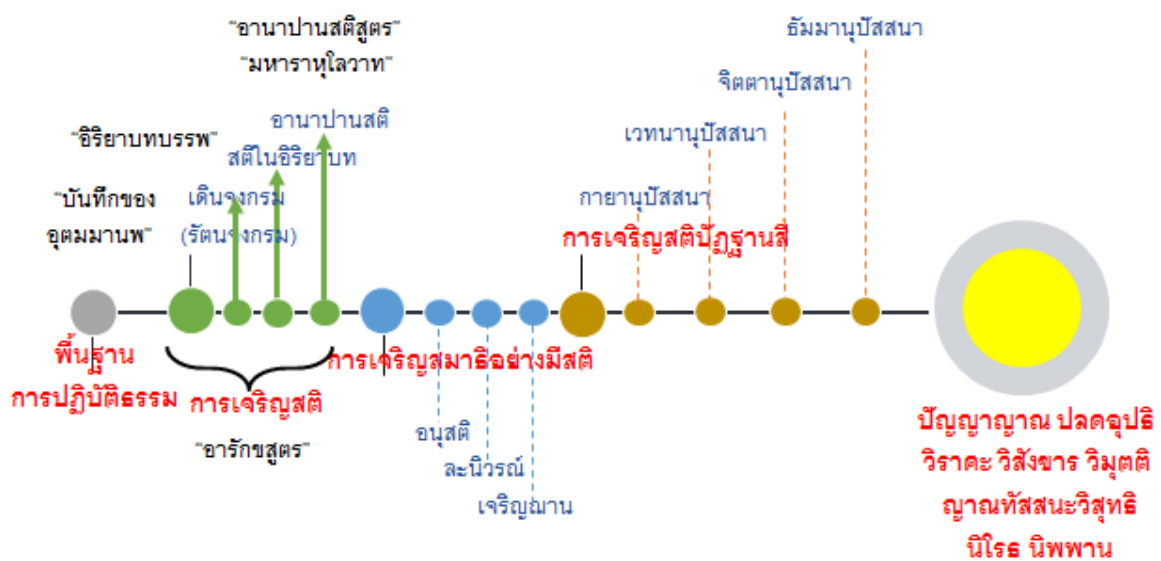 “อานาปานสติสูตร”
“มหาราหุโลวาท”
อานาปานสติ
“อิริยาบทบรรพ”
สติในอิริยาบท
“บันทึกของ
อุตมมานพ”
เดินจงกรม
(รัตนจงกรม)
ธัมมานุปัสสนา
จิตตานุปัสสนา
เวทนานุปัสสนา
กายานุปัสสนา
การเจริญสติปัฏฐานสี่
พื้นฐาน
การปฏิบัติธรรม
การเจริญสติ
“อารักขสูตร”
การเจริญสมาธิอย่างมีสติ
อนุสติ
ละนิวรณ์
เจริญฌาน
ปัญญาญาณ ปลดอุปธิ
วิราคะ วิสังขาร วิมุตติ
ญาณทัสสนะวิสุทธิ
นิโรธ นิพพาน